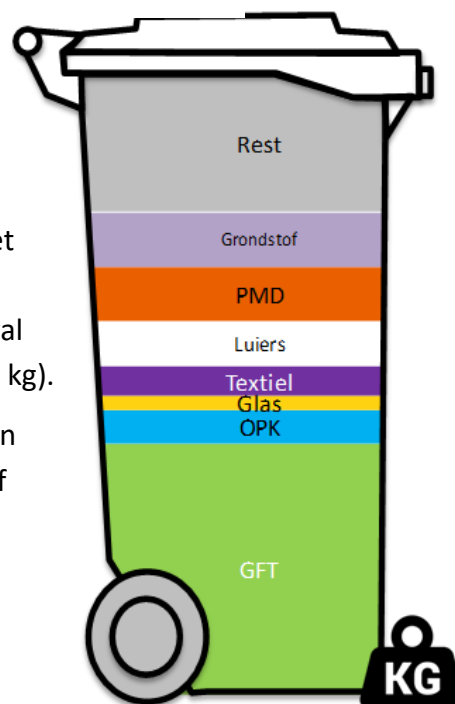 Rest
Grondstof
PMD
Luiers
Textiel
Glas
OPK
GFT
KG
et
al
kg).
n
f